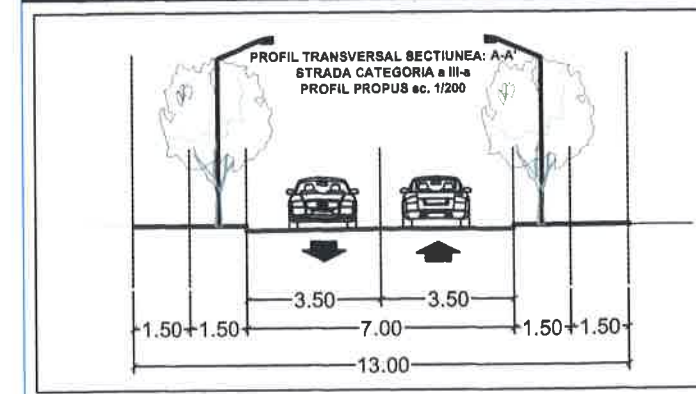 PROFIL TRANSVERSAL SECTIUNEA: A-A'
STRADA CATEGORIA a III-a
PROFIL PROPUS sc. 1/200
3.50 3.50
1.50 1.50 7.00 1.50 1.50
13.00